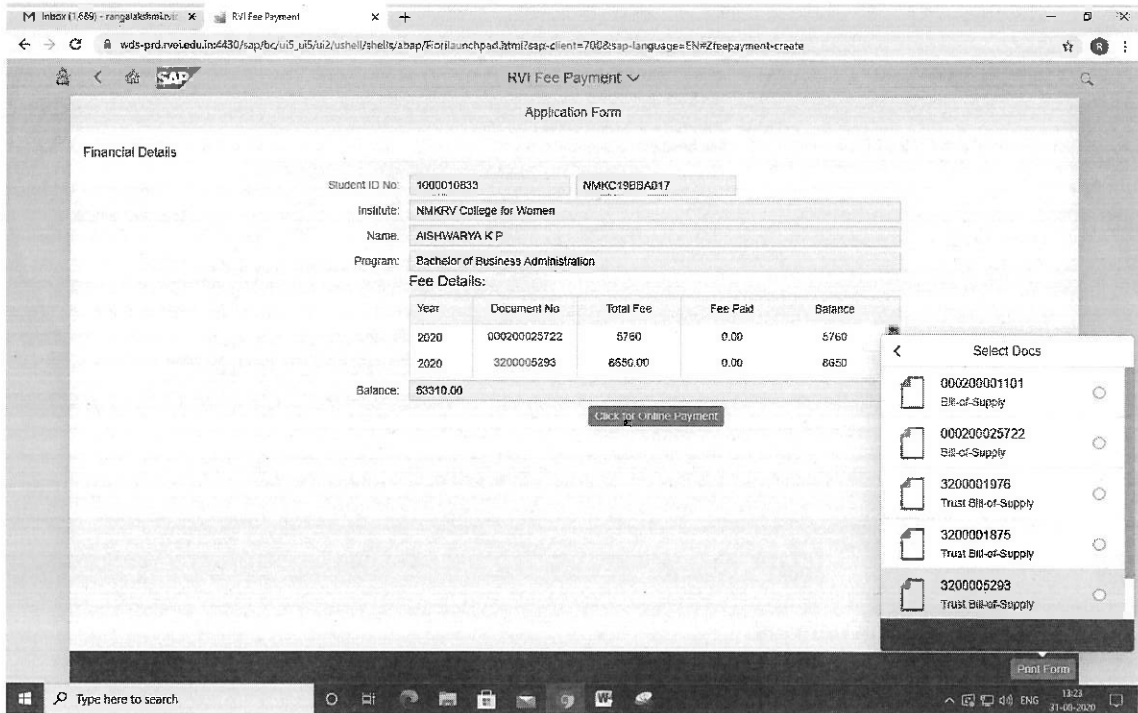 Inbox (1,689) - rangalakshmi.rvic
RVI Fee Payment
wds-prd.rvei.edu.in:4430/sap/bc/ui5_ui5/ui2/ushell/shells/abap/Fiorilaunchpad.html?sap-client=700&sap-language=EN#Zfeepayment-create
R
SAP
RVI Fee Payment
Application Form
Financial Details
Student ID No: 1000010833 NMKC19BBA017
Institute: NMKRV College for Women
Name: AISHWARYA K P
Program: Bachelor of Business Administration
Fee Details:
Year Document No Total Fee Fee Paid Balance
2020 000200025722 5760 0.00 5760
2020 3200005293 8650.00 0.00 8650
Balance: 53310.00
Click for Online Payment
Select Docs
000200001101
Bill-of-Supply
000200025722
Bill-of-Supply
3200001976
Trust Bill-of-Supply
3200001875
Trust Bill-of-Supply
3200005293
Trust Bill-of-Supply
Print Form
Type here to search
ENG
13:23
31-08-2020